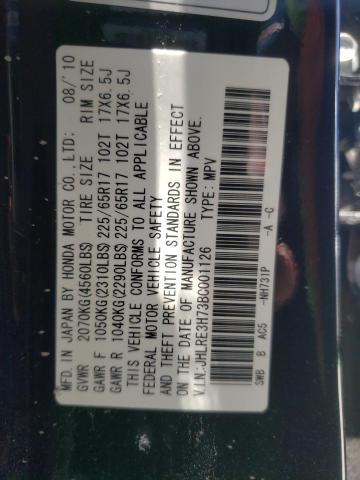 MFD. IN JAPAN BY HONDA MOTOR CO.,LTD: 08/'10
GVWR 2070KG(4560LBS) TIRE SIZE RIM SIZE
GAWR F 1050KG(2310LBS)225/65R17 102T 17X6.5J
GAWR R 1040KG(2290LBS)225/65R17 102T 17X6.5J
THIS VEHICLE CONFORMS TO ALL APPLICABLE
FEDERAL MOTOR VEHICLE SAFETY
AND THEFT PREVENTION STANDARDS IN EFFECT
ON THE DATE OF MANUFACTURE SHOWN ABOVE.
V.I.N:JHLRE3H73BC001126 TYPE: MPV
SWB B AC5 -NH731P -A -C